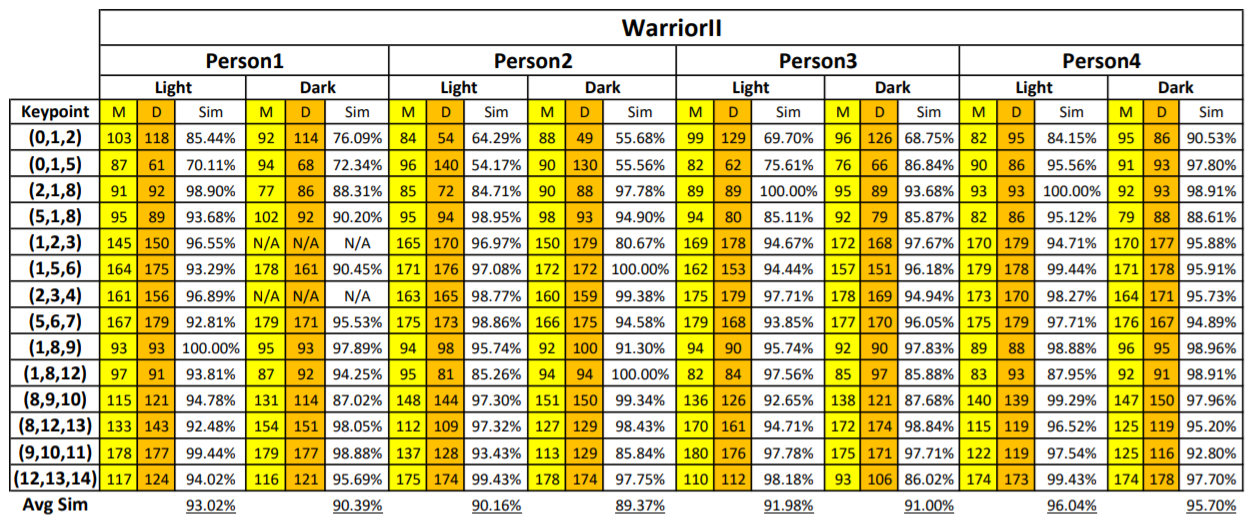 WarriorII
Person1 Person2 Person3 Person4
Light Dark Light Dark Light Dark Light Dark
Keypoint M D Sim M D Sim M D Sim M D Sim M D Sim M D Sim M D Sim M D Sim
(0,1,2) 103 118 85.44% 92 114 76.09% 84 54 64.29% 88 49 55.68% 99 129 69.70% 96 126 68.75% 82 95 84.15% 95 86 90.53%
(0,1,5) 87 61 70.11% 94 68 72.34% 96 140 54.17% 90 130 55.56% 82 62 75.61% 76 66 86.84% 90 86 95.56% 91 93 97.80%
(2,1,8) 91 92 98.90% 77 86 88.31% 85 72 84.71% 90 88 97.78% 89 89 100.00% 95 89 93.68% 93 93 100.00% 92 93 98.91%
(5,1,8) 95 89 93.68% 102 92 90.20% 95 94 98.95% 98 93 94.90% 94 80 85.11% 92 79 85.87% 82 86 95.12% 79 88 88.61%
(1,2,3) 145 150 96.55% N/A N/A N/A 165 170 96.97% 150 179 80.67% 169 178 94.67% 172 168 97.67% 170 179 94.71% 170 177 95.88%
(1,5,6) 164 175 93.29% 178 161 90.45% 171 176 97.08% 172 172 100.00% 162 153 94.44% 157 151 96.18% 179 178 99.44% 171 178 95.91%
(2,3,4) 161 156 96.89% N/A N/A N/A 163 165 98.77% 160 159 99.38% 175 179 97.71% 178 169 94.94% 173 170 98.27% 164 171 95.73%
(5,6,7) 167 179 92.81% 179 171 95.53% 175 173 98.86% 166 175 94.58% 179 168 93.85% 177 170 96.05% 175 179 97.71% 176 167 94.89%
(1,8,9) 93 93 100.00% 95 93 97.89% 94 98 95.74% 92 100 91.30% 94 90 95.74% 92 90 97.83% 89 88 98.88% 96 95 98.96%
(1,8,12) 97 91 93.81% 87 92 94.25% 95 81 85.26% 94 94 100.00% 82 84 97.56% 85 97 85.88% 83 93 87.95% 92 91 98.91%
(8,9,10) 115 121 94.78% 131 114 87.02% 148 144 97.30% 151 150 99.34% 136 126 92.65% 138 121 87.68% 140 139 99.29% 147 150 97.96%
(8,12,13) 133 143 92.48% 154 151 98.05% 112 109 97.32% 127 129 98.43% 170 161 94.71% 172 174 98.84% 115 119 96.52% 125 119 95.20%
(9,10,11) 178 177 99.44% 179 177 98.88% 137 128 93.43% 113 129 85.84% 180 176 97.78% 175 171 97.71% 122 119 97.54% 125 116 92.80%
(12,13,14) 117 124 94.02% 116 121 95.69% 175 174 99.43% 178 174 97.75% 110 112 98.18% 93 106 86.02% 174 173 99.43% 174 178 97.70%
Avg Sim 93.02% 90.39% 90.16% 89.37% 91.98% 91.00% 96.04% 95.70%